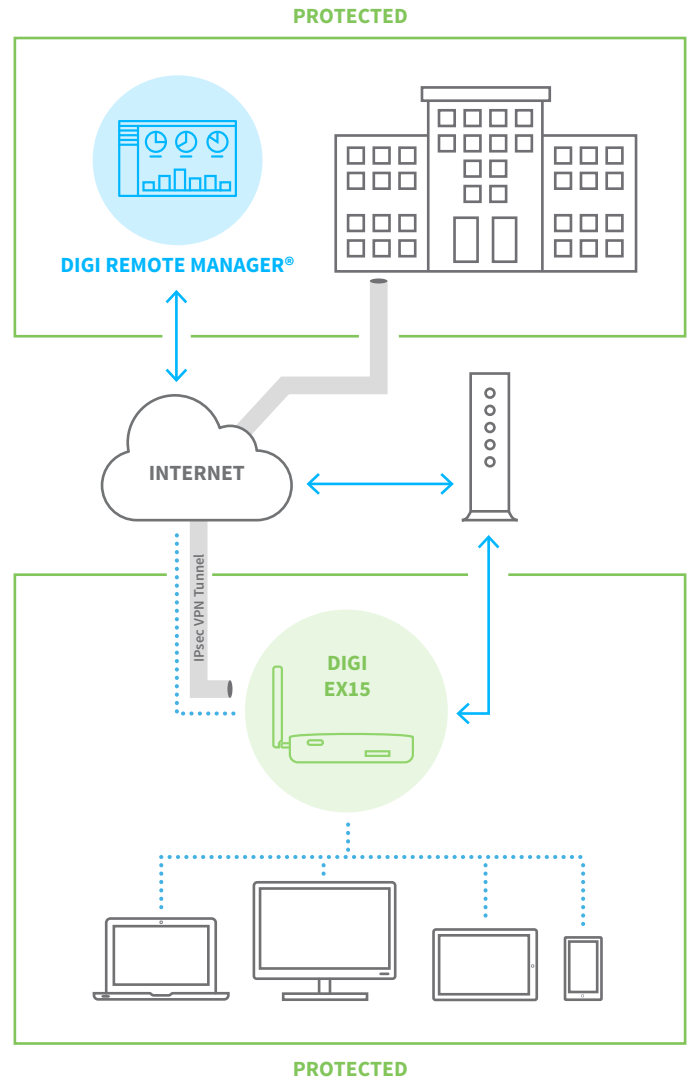 PROTECTED
DIGI REMOTE MANAGER®
INTERNET
IPsec VPN Tunnel
DIGI
EX15
PROTECTED